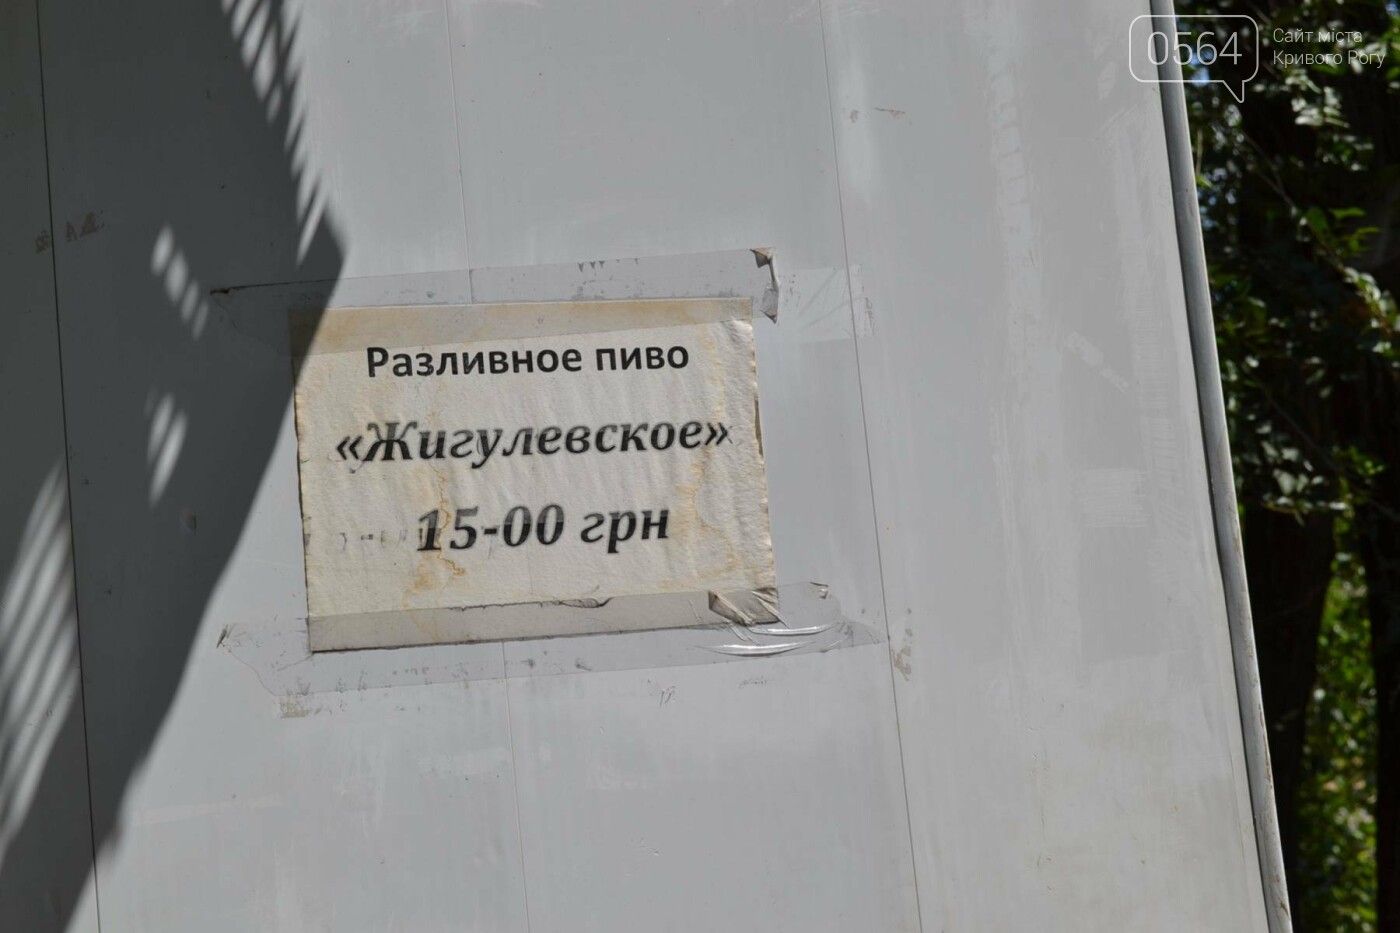 0564
Сайт міста
Кривого Рогу
Разливное пиво
«Жигулевское»
15-00 грн